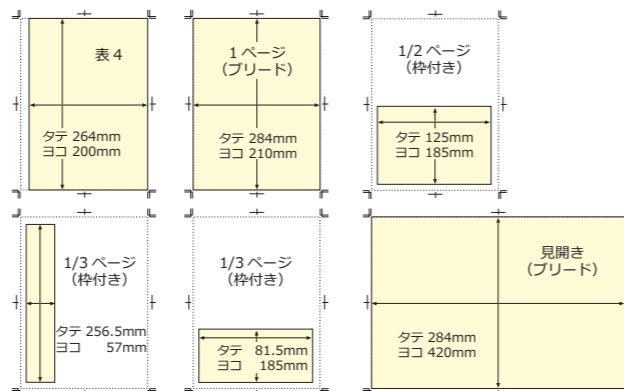 表4
タテ 264mm
ヨコ 200mm
1ページ
（ブリード）
タテ 284mm
ヨコ 210mm
1/2 ページ
（枠付き）
タテ 125mm
ヨコ 185mm
1/3 ページ
（枠付き）
タテ 256.5mm
ヨコ 57mm
1/3 ページ
（枠付き）
タテ 81.5mm
ヨコ 185mm
見開き
（ブリード）
タテ 284mm
ヨコ 420mm